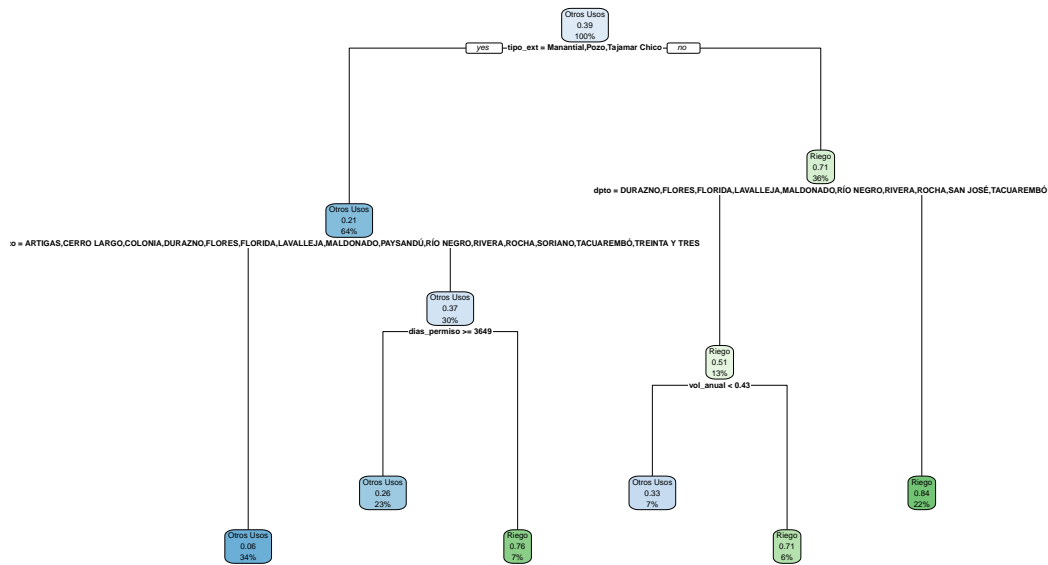 Otros Usos
0.39
100%
yes tipo_ext = Manantial,Pozo,Tajamar Chico no
Riego
0.71
36%
dpto = DURAZNO,FLORES,FLORIDA,LAVALLEJA,MALDONADO,RÍO NEGRO,RIVERA,ROCHA,SAN JOSÉ,TACUAREMBÓ
Otros Usos
0.21
64%
= ARTIGAS,CERRO LARGO,COLONIA,DURAZNO,FLORES,FLORIDA,LAVALLEJA,MALDONADO,PAYSANDÚ,RÍO NEGRO,RIVERA,ROCHA,SORIANO,TACUAREMBÓ,TREINTA Y TRES
Otros Usos
0.37
30%
dias_permiso >= 3649
Riego
0.51
13%
vol_anual < 0.43
Otros Usos
0.26
23%
Otros Usos
0.33
7%
Riego
0.84
22%
Otros Usos
0.06
34%
Riego
0.76
7%
Riego
0.71
6%